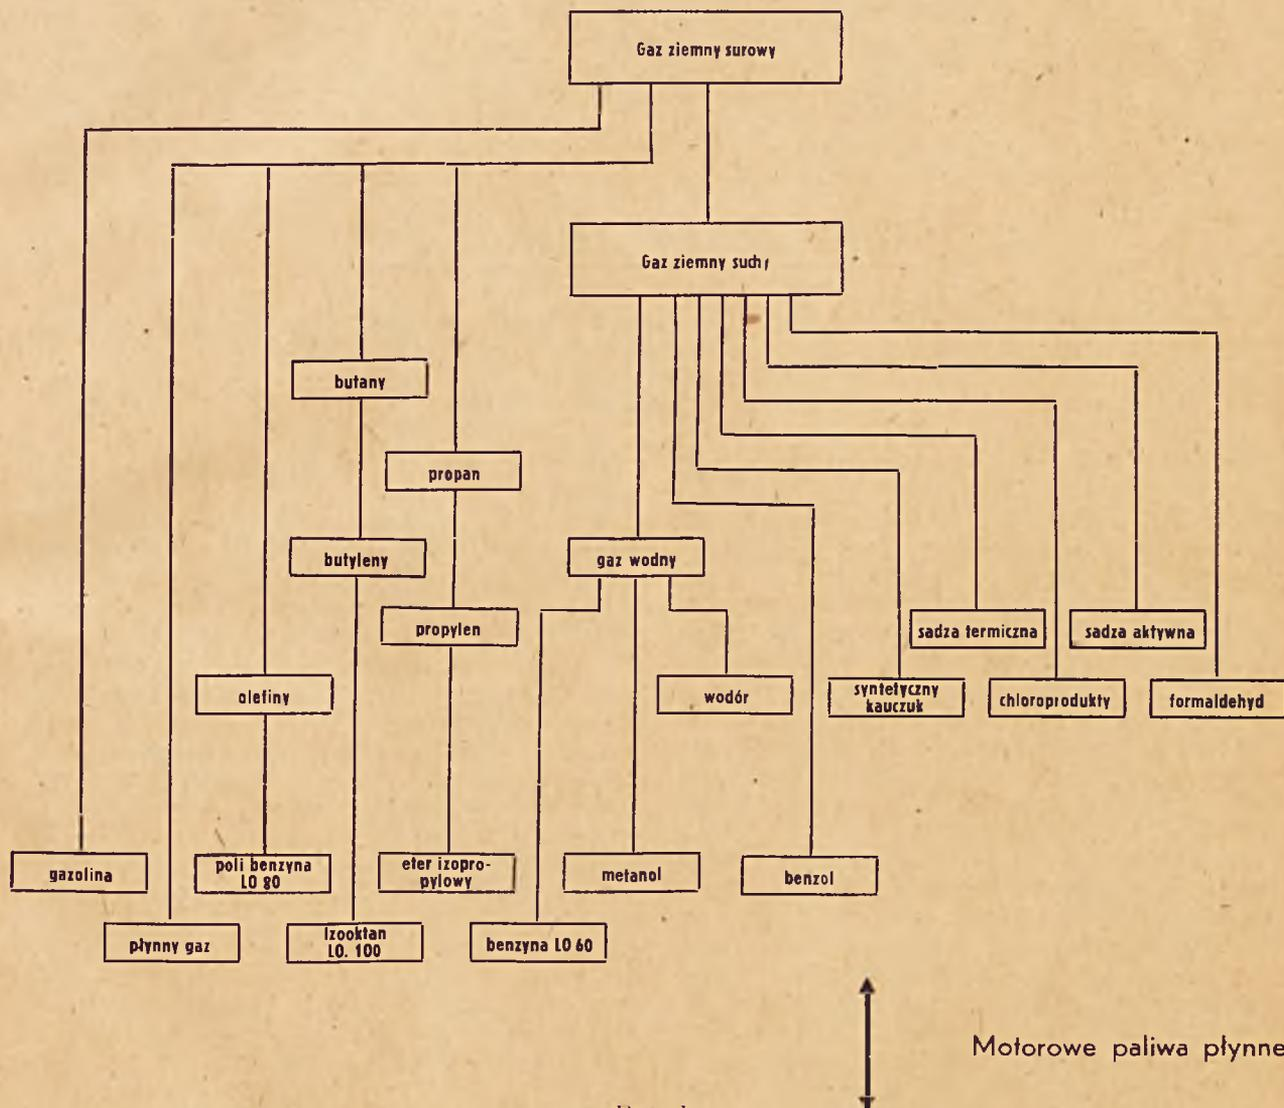 Gaz ziemny surowy
Gaz ziemny suchy
butany
propan
butyleny
gaz wodny
propylen
sadza termiczna
sadza aktywna
olefiny
wodór
syntetyczny
kauczuk
chloroprodukty
formaldehyd
gazolina
poli benzyna
LO 80
eter izopro-
pylowy
metanol
benzol
płynny gaz
Izooktan
LO. 100
benzyna LO 60
Motorowe paliwa płynne